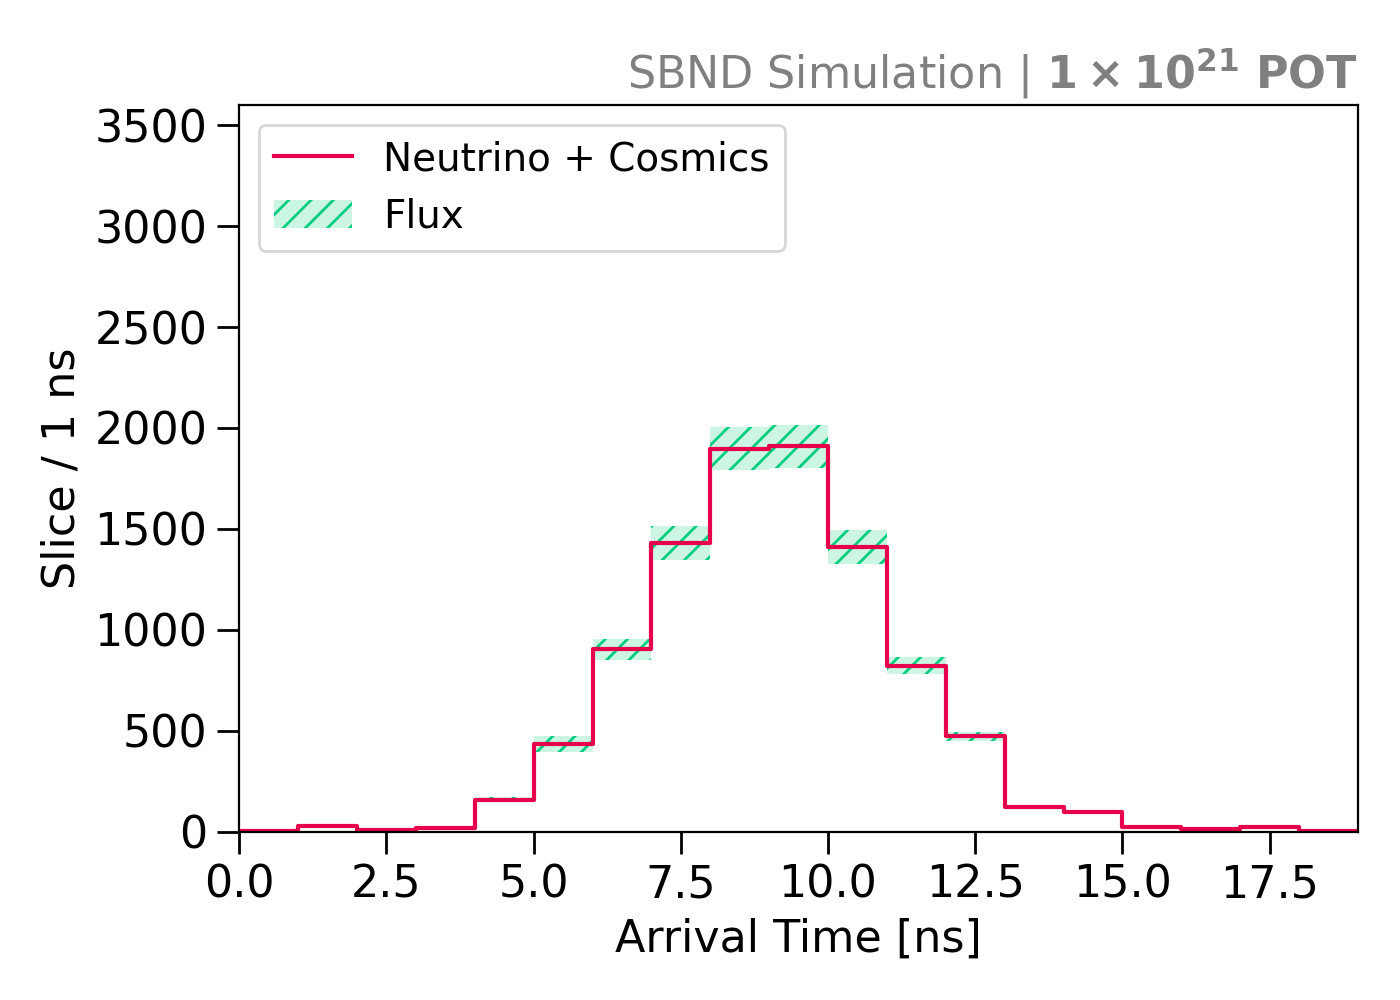 SBND Simulation | 1 × 10²¹ POT
3500
Neutrino + Cosmics
3000
Flux
2500
2000
1500
1000
500
0
Slice / 1 ns
0.0 2.5 5.0 7.5 10.0 12.5 15.0 17.5
Arrival Time [ns]